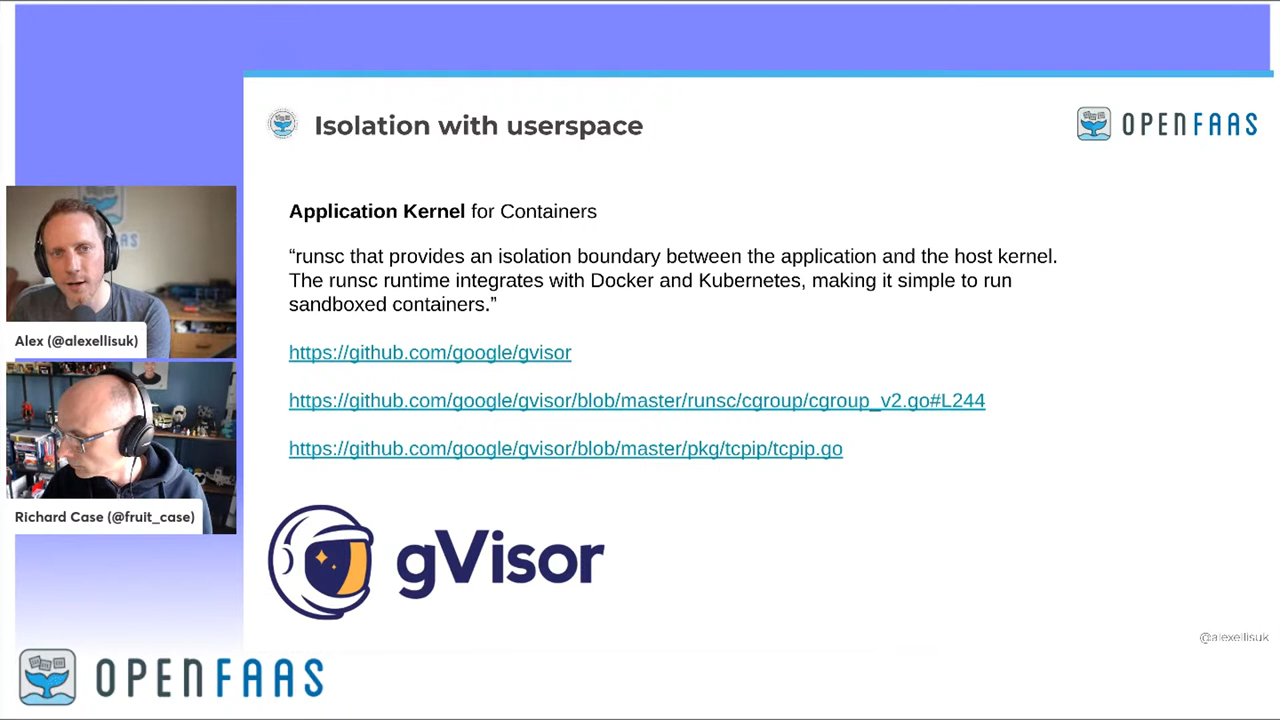 Isolation with userspace
OPENFAAS
Application Kernel for Containers
“runsc that provides an isolation boundary between the application and the host kernel.
The runsc runtime integrates with Docker and Kubernetes, making it simple to run
sandboxed containers.”
https://github.com/google/gvisor
https://github.com/google/gvisor/blob/master/runsc/cgroup/cgroup_v2.go#L244
https://github.com/google/gvisor/blob/master/pkg/tcpip/tcpip.go
gVisor
@alexellisuk
Alex (@alexellisuk)
Richard Case (@fruit_case)
OPENFAAS